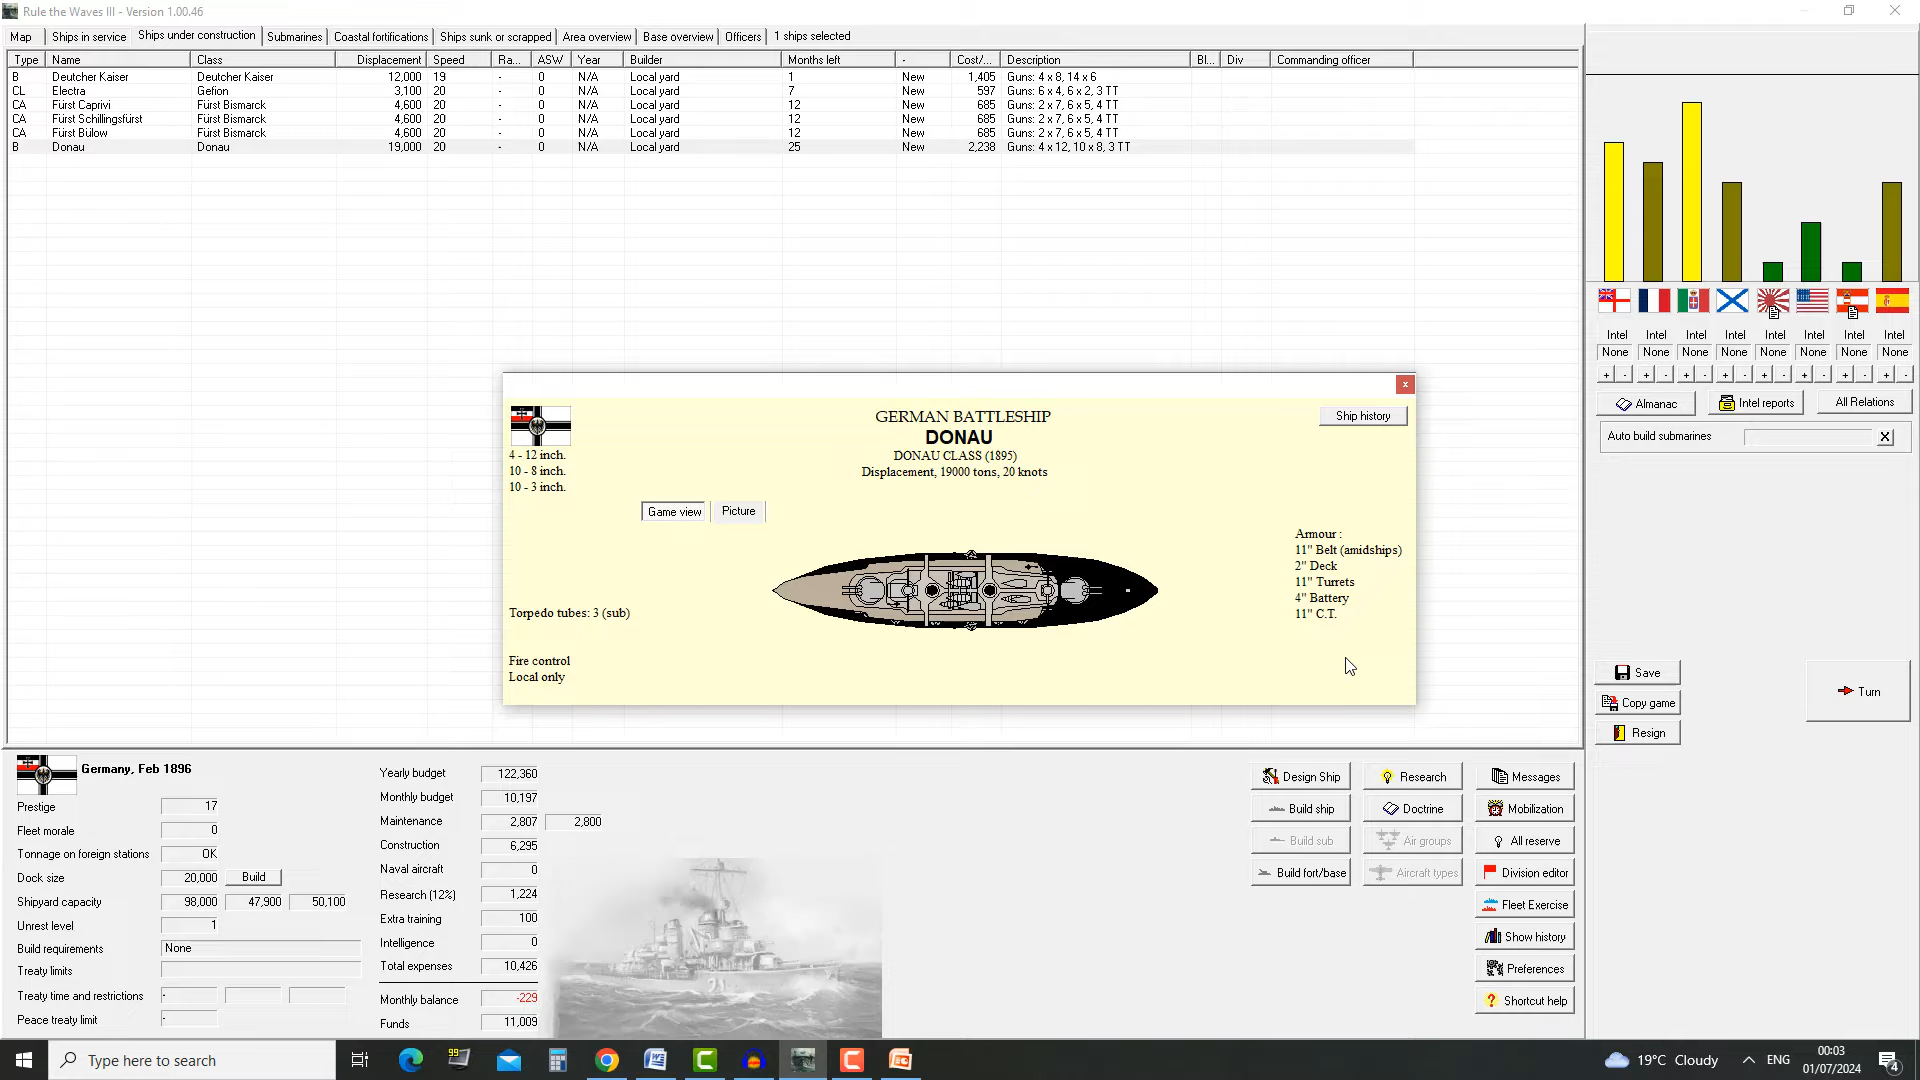 Rule the Waves III - Version 1.00.46
Map Ships in service Ships under construction Submarines Coastal fortifications Ships sunk or scrapped Area overview Base overview Officers 1 ships selected
Type Name Class Displacement Speed Ra... ASW Year Builder Months left - Cost/... Description Bl... Div Commanding officer
B Deutcher Kaiser Deutcher Kaiser 12,000 19 - 0 N/A Local yard 1 New 1,405 Guns: 4 x 8, 14 x 6
CL Electra Gefion 3,100 20 - 0 N/A Local yard 7 New 597 Guns: 6 x 4, 6 x 2, 3 TT
CA Fürst Caprivi Fürst Bismarck 4,600 20 - 0 N/A Local yard 12 New 685 Guns: 2 x 7, 6 x 5, 4 TT
CA Fürst Schillingsfürst Fürst Bismarck 4,600 20 - 0 N/A Local yard 12 New 685 Guns: 2 x 7, 6 x 5, 4 TT
CA Fürst Bülow Fürst Bismarck 4,600 20 - 0 N/A Local yard 12 New 685 Guns: 2 x 7, 6 x 5, 4 TT
B Donau Donau 19,000 20 - 0 N/A Local yard 25 New 2,238 Guns: 4 x 12, 10 x 8, 3 TT
Intel Intel Intel Intel Intel Intel Intel Intel
None None None None None None None None
+ - + - + - + - + - + - + - + -
Almanac Intel reports All Relations
Auto build submarines X
x
GERMAN BATTLESHIP
Ship history
DONAU
DONAU CLASS (1895)
Displacement, 19000 tons, 20 knots
4 - 12 inch.
10 - 8 inch.
10 - 3 inch.
Game view Picture
Armour :
11" Belt (amidships)
2" Deck
11" Turrets
4" Battery
11" C.T.
Torpedo tubes: 3 (sub)
Fire control
Local only
Save
Copy game
Resign
Turn
Germany, Feb 1896
Prestige 17
Fleet morale 0
Tonnage on foreign stations OK
Dock size 20,000 Build
Shipyard capacity 98,000 47,900 50,100
Unrest level 1
Build requirements None
Treaty limits
Treaty time and restrictions -
Peace treaty limit -
Yearly budget 122,360
Monthly budget 10,197
Maintenance 2,807 2,800
Construction 6,295
Naval aircraft 0
Research (12%) 1,224
Extra training 100
Intelligence 0
Total expenses 10,426
Monthly balance -229
Funds 11,009
Design Ship Research Messages
Build ship Doctrine Mobilization
Build sub Air groups All reserve
Build fort/base Aircraft types Division editor
Fleet Exercise
Show history
Preferences
? Shortcut help
Type here to search
99
19°C Cloudy
ENG
00:03
01/07/2024
4